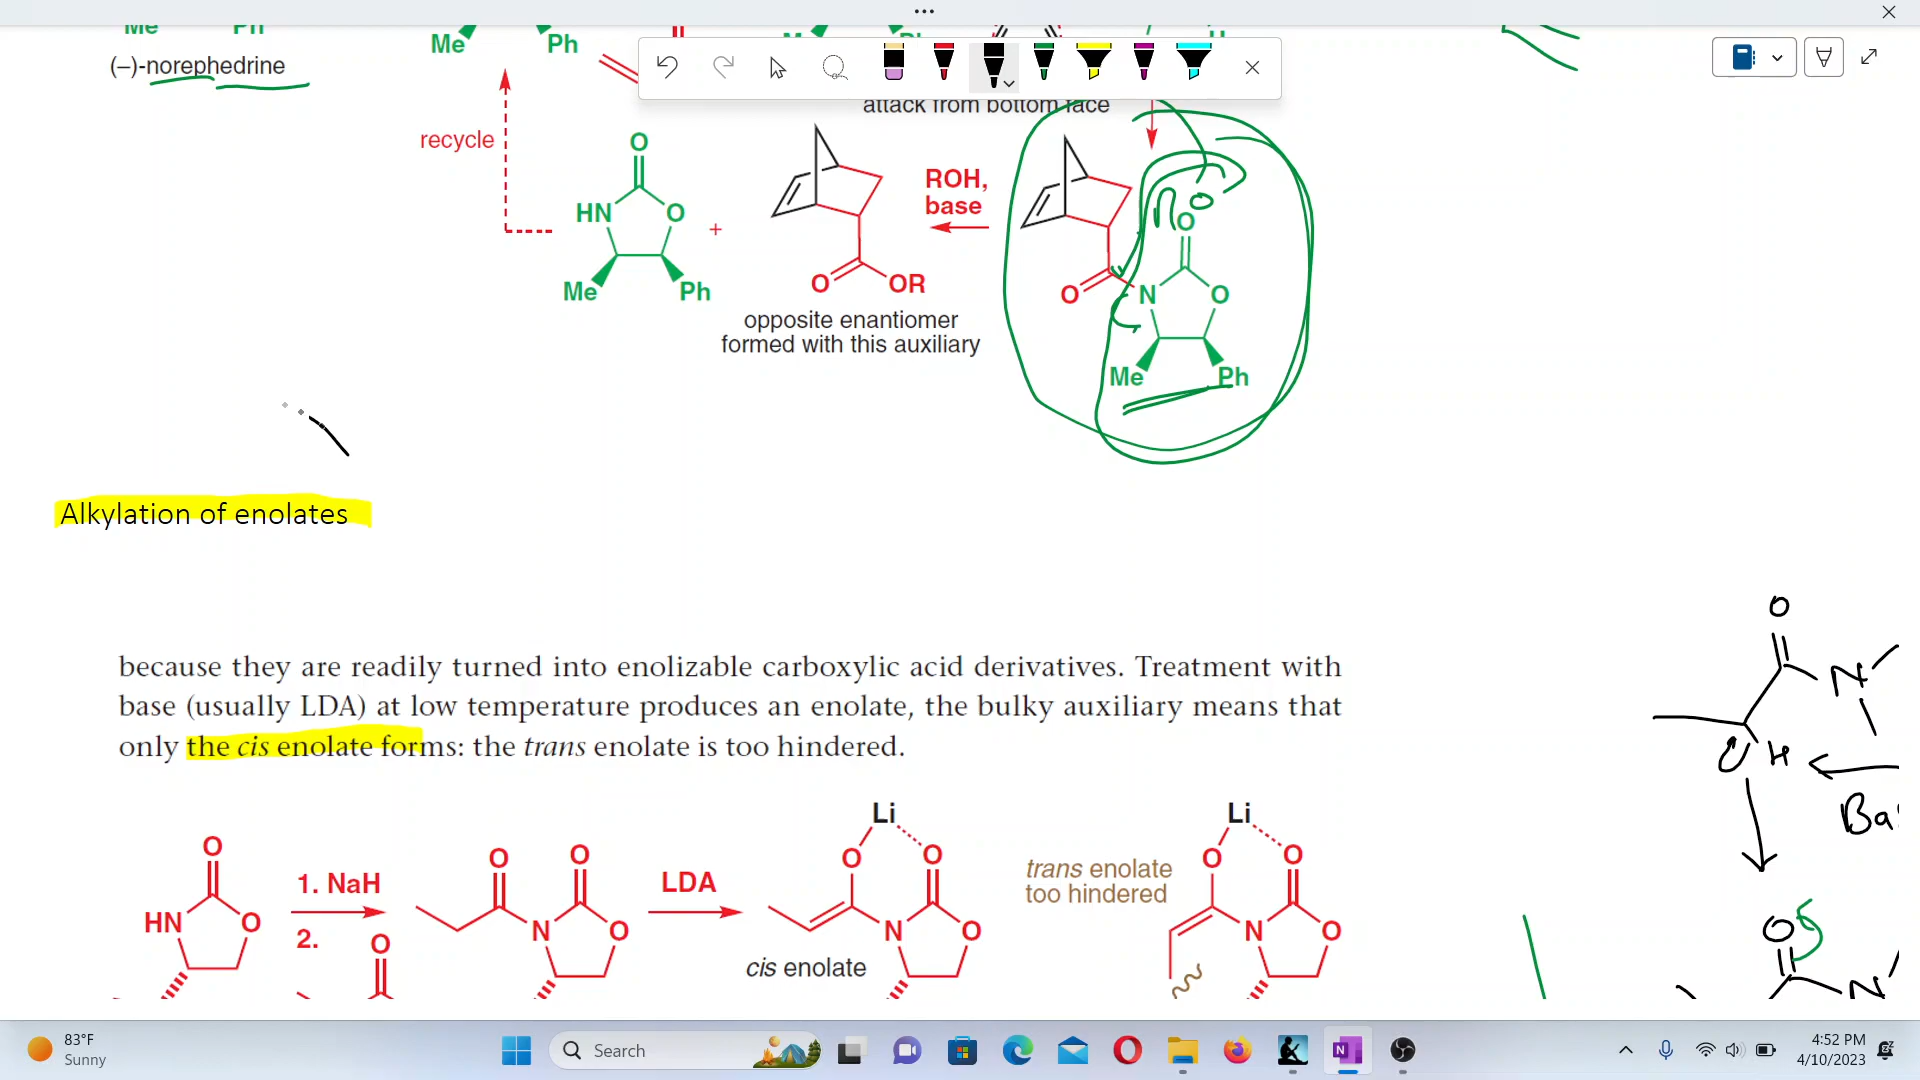 (–)-norephedrine
Me
Ph
recycle
attack from bottom face
O
HN
O
Me
Ph
+
O
OR
opposite enantiomer
formed with this auxiliary
ROH,
base
O
O
N
O
Me
Ph
Alkylation of enolates
because they are readily turned into enolizable carboxylic acid derivatives. Treatment with
base (usually LDA) at low temperature produces an enolate, the bulky auxiliary means that
only the cis enolate forms: the trans enolate is too hindered.
O
HN
O
1. NaH
2.
O
O
O
N
O
LDA
Li
O
O
N
O
cis enolate
trans enolate
too hindered
Li
O
O
N
O
O
N
H
O
N
83°F
Sunny
Search
N
4:52 PM
4/10/2023